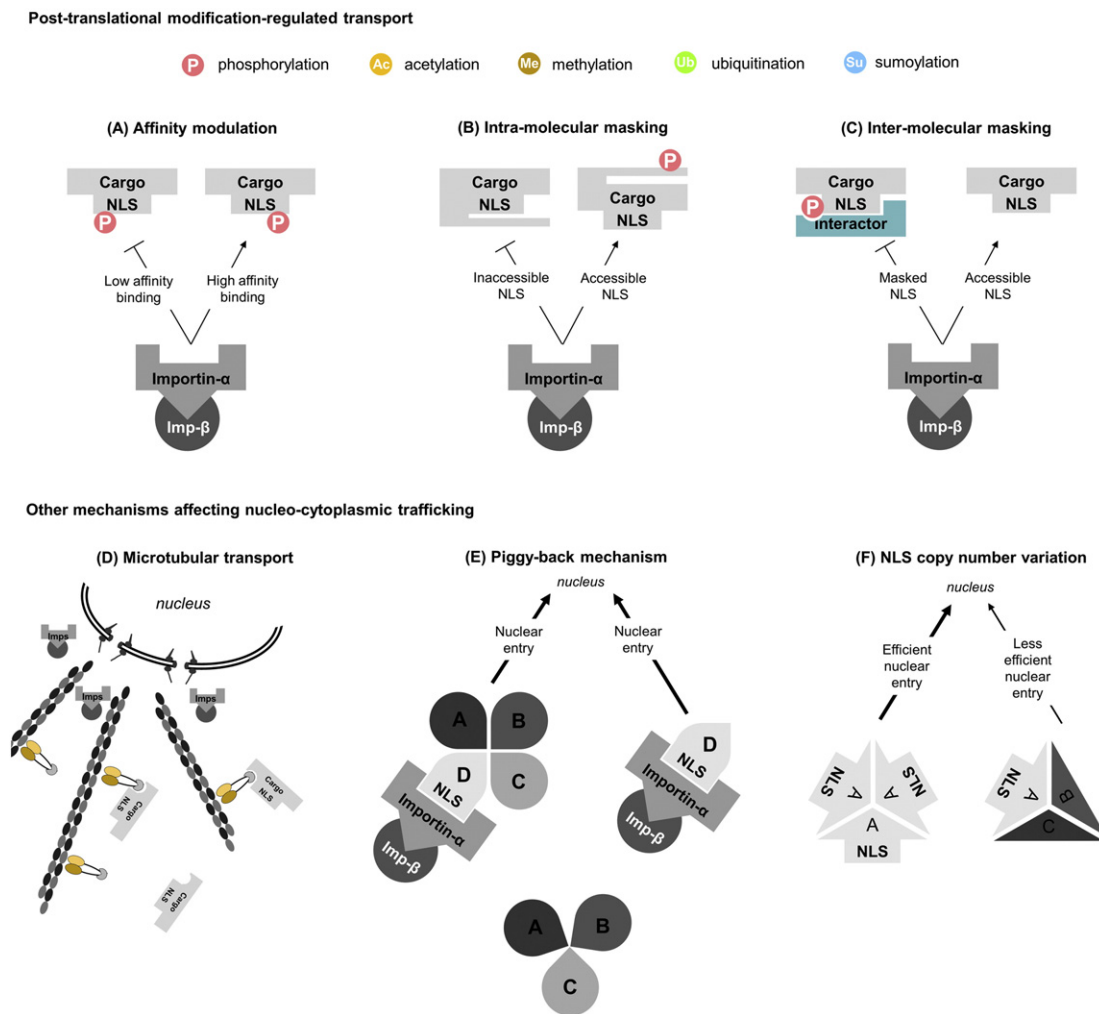 Post-translational modification-regulated transport
P phosphorylation Ac acetylation Me methylation Ub ubiquitination Su sumoylation
(A) Affinity modulation
Cargo
NLS
P
Cargo
NLS
P
Low affinity
binding
High affinity
binding
Importin-α
Imp-β
(B) Intra-molecular masking
Cargo
NLS
P
Cargo
NLS
Inaccessible
NLS
Accessible
NLS
Importin-α
Imp-β
(C) Inter-molecular masking
Cargo
P NLS
Interactor
Cargo
NLS
Masked
NLS
Accessible
NLS
Importin-α
Imp-β
Other mechanisms affecting nucleo-cytoplasmic trafficking
(D) Microtubular transport
nucleus
Imps
Imps
Imps
Cargo
NLS
Cargo
NLS
Cargo
NLS
(E) Piggy-back mechanism
nucleus
Nuclear
entry
Nuclear
entry
A
B
D
NLS
C
Importin-α
Imp-β
D
NLS
Importin-α
Imp-β
A
B
C
(F) NLS copy number variation
nucleus
Efficient
nuclear
entry
Less
efficient
nuclear
entry
NLS
A
NLS
A
A
NLS
NLS
A
B
C